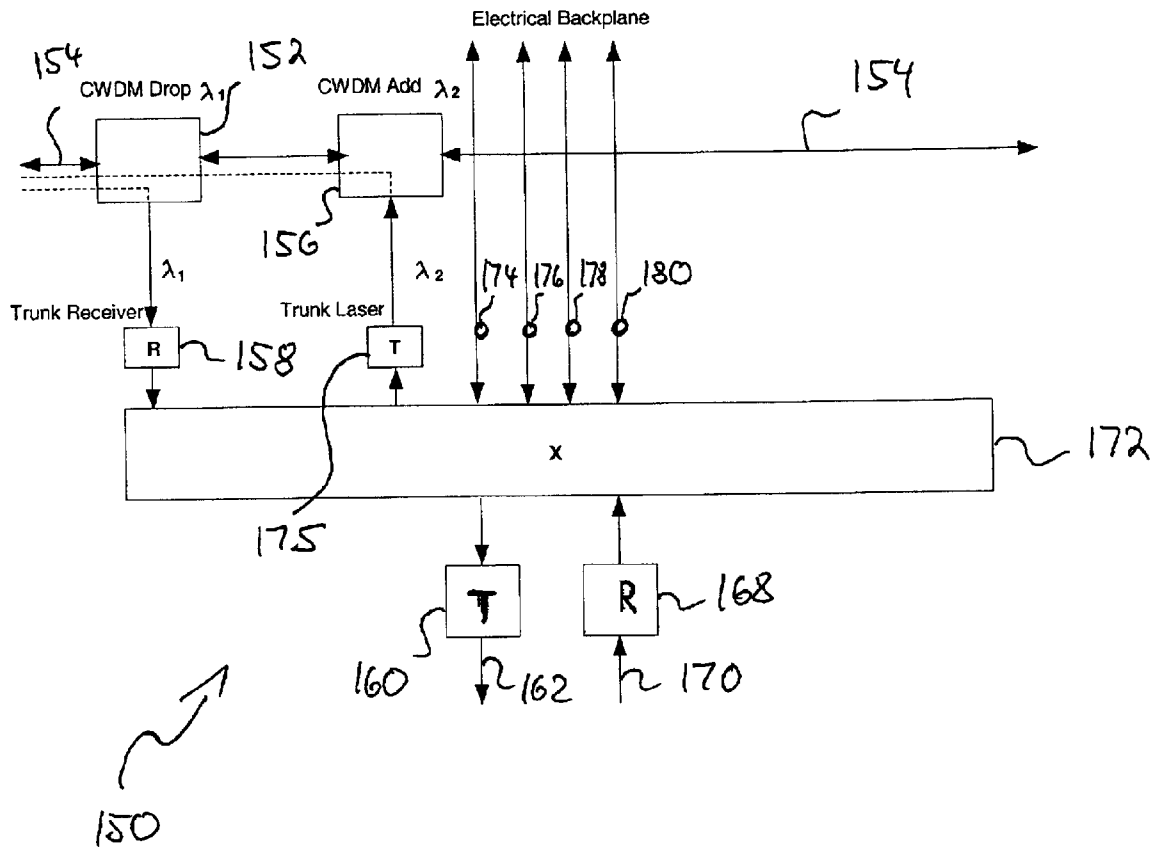 Electrical Backplane
154
152
CWDM Drop λ1
CWDM Add λ2
154
156
λ1
λ2
174
176
178
180
Trunk Receiver
Trunk Laser
R
158
T
X
172
175
T
R
168
160
162
170
150